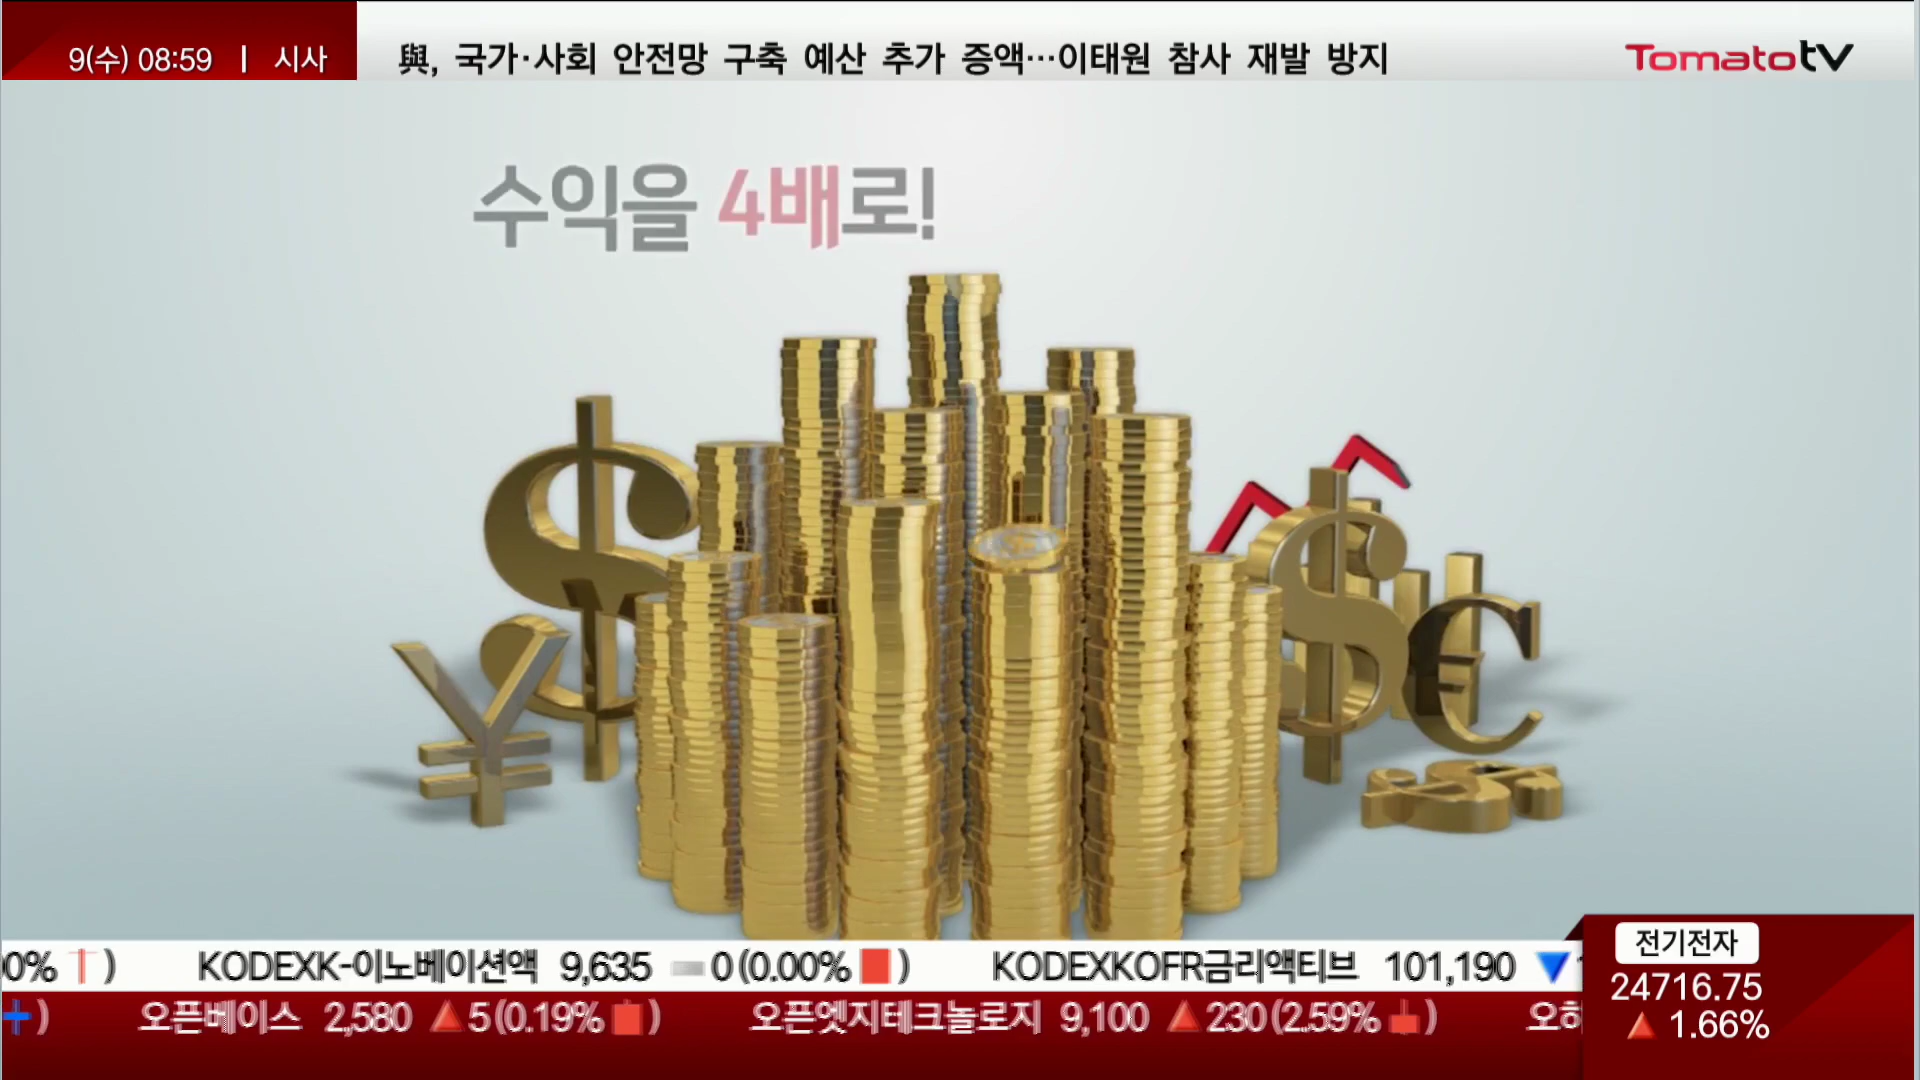 9(수) 08:59 | 시사
與, 국가·사회 안전망 구축 예산 추가 증액…이태원 참사 재발 방지
Tomato tV
수익을 4배로!
0% ) KODEXK-이노베이션액 9,635 0(0.00% ) KODEXKOFR금리액티브 101,190 ▼
) 오픈베이스 2,580 ▲5(0.19% ) 오픈엣지테크놀로지 9,100 ▲230(2.59% )
전기전자
24716.75
▲ 1.66%